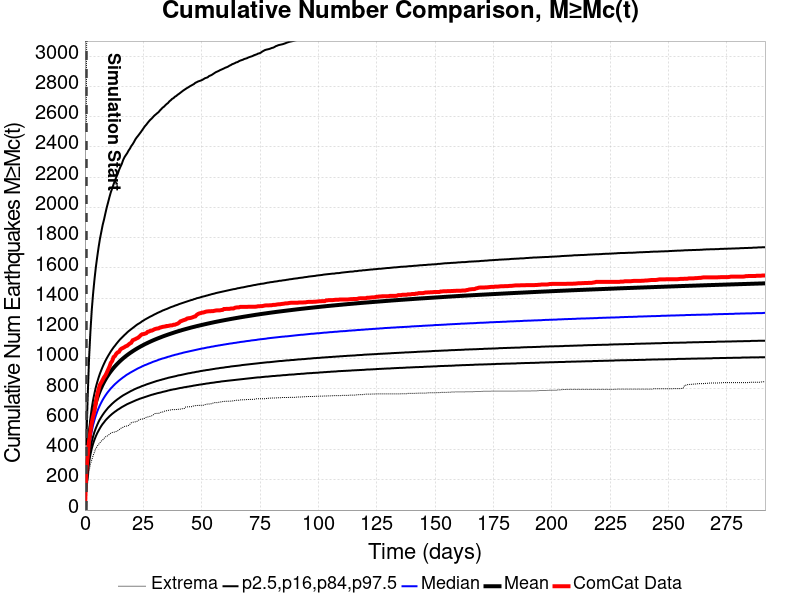 Cumulative Number Comparison, M≥Mc(t)
Cumulative Num Earthquakes M≥Mc(t)
3000
2800
2600
2400
2200
2000
1800
1600
1400
1200
1000
800
600
400
200
0
Simulation Start
0 25 50 75 100 125 150 175 200 225 250 275
Time (days)
Extrema p2.5,p16,p84,p97.5 Median Mean ComCat Data